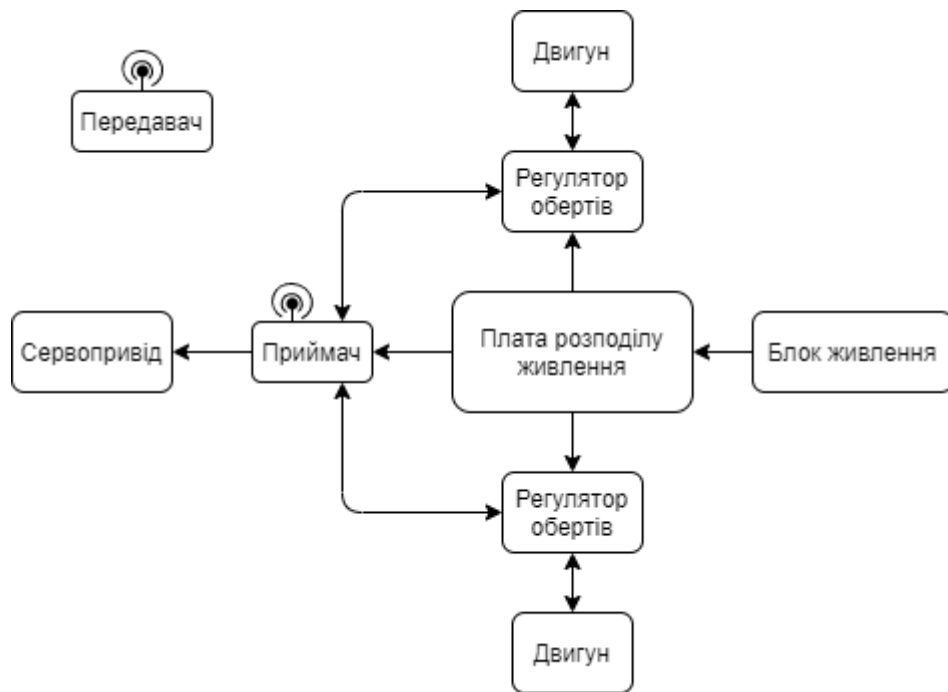 Двигун
Передавач
Регулятор
обертів
Сервопривід
Приймач
Плата розподілу
живлення
Блок живлення
Регулятор
обертів
Двигун